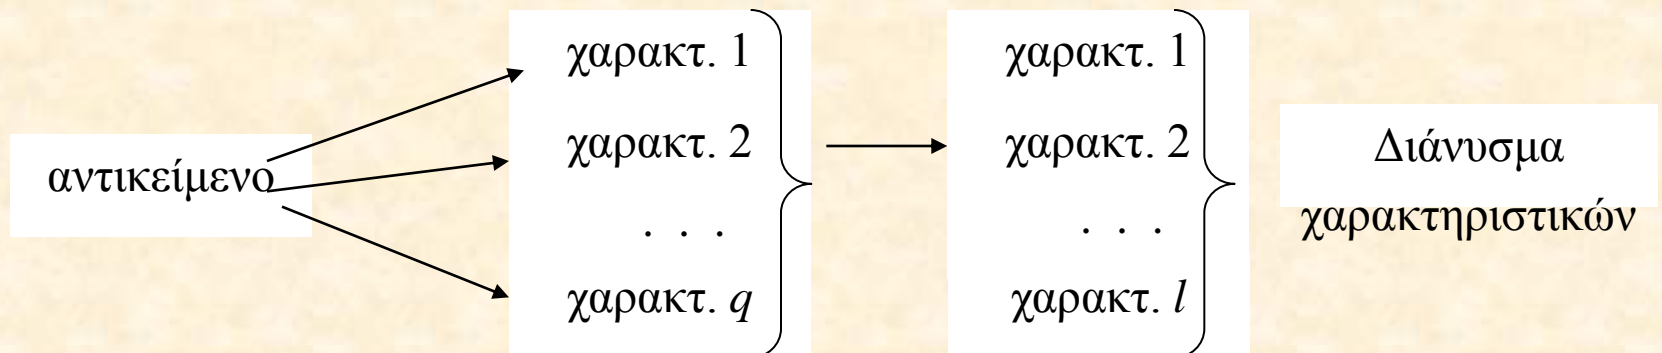 αντικείμενο
χαρακτ. 1
χαρακτ. 2
. . .
χαρακτ. q
χαρακτ. 1
χαρακτ. 2
. . .
χαρακτ. l
Διάνυσμα
χαρακτηριστικών